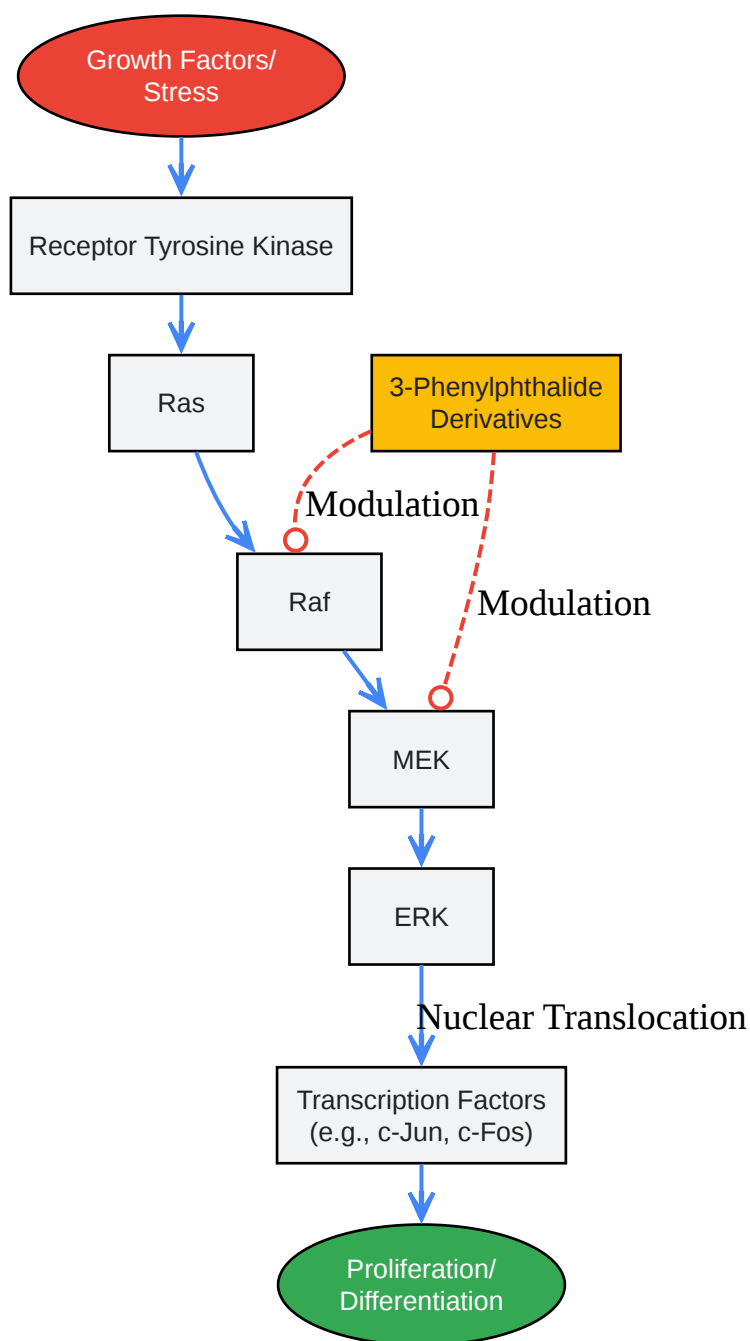 Growth Factors/
Stress
Receptor Tyrosine Kinase
Ras
3-Phenylphthalide
Derivatives
Modulation
Raf
Modulation
MEK
ERK
Nuclear Translocation
Transcription Factors
(e.g., c-Jun, c-Fos)
Proliferation/
Differentiation